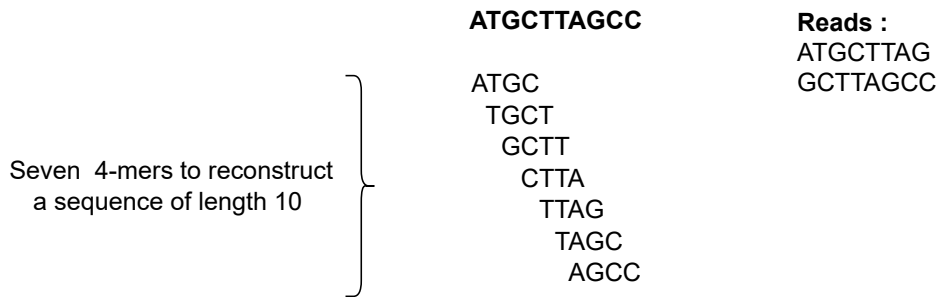 ATGCTTAGCC
Reads :
ATGCTTAG
GCTTAGCC
ATGC
TGCT
GCTT
CTTA
TTAG
TAGC
AGCC
Seven 4-mers to reconstruct
a sequence of length 10